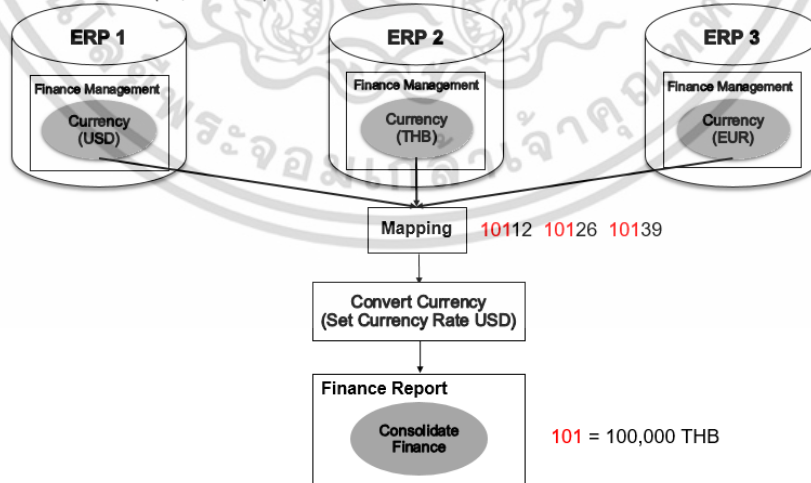 ERP 1
ERP 2
ERP 3
Finance Management
Finance Management
Finance Management
Currency
(USD)
Currency
(THB)
Currency
(EUR)
Mapping
10112 10126 10139
Convert Currency
(Set Currency Rate USD)
Finance Report
Consolidate
Finance
101 = 100,000 THB